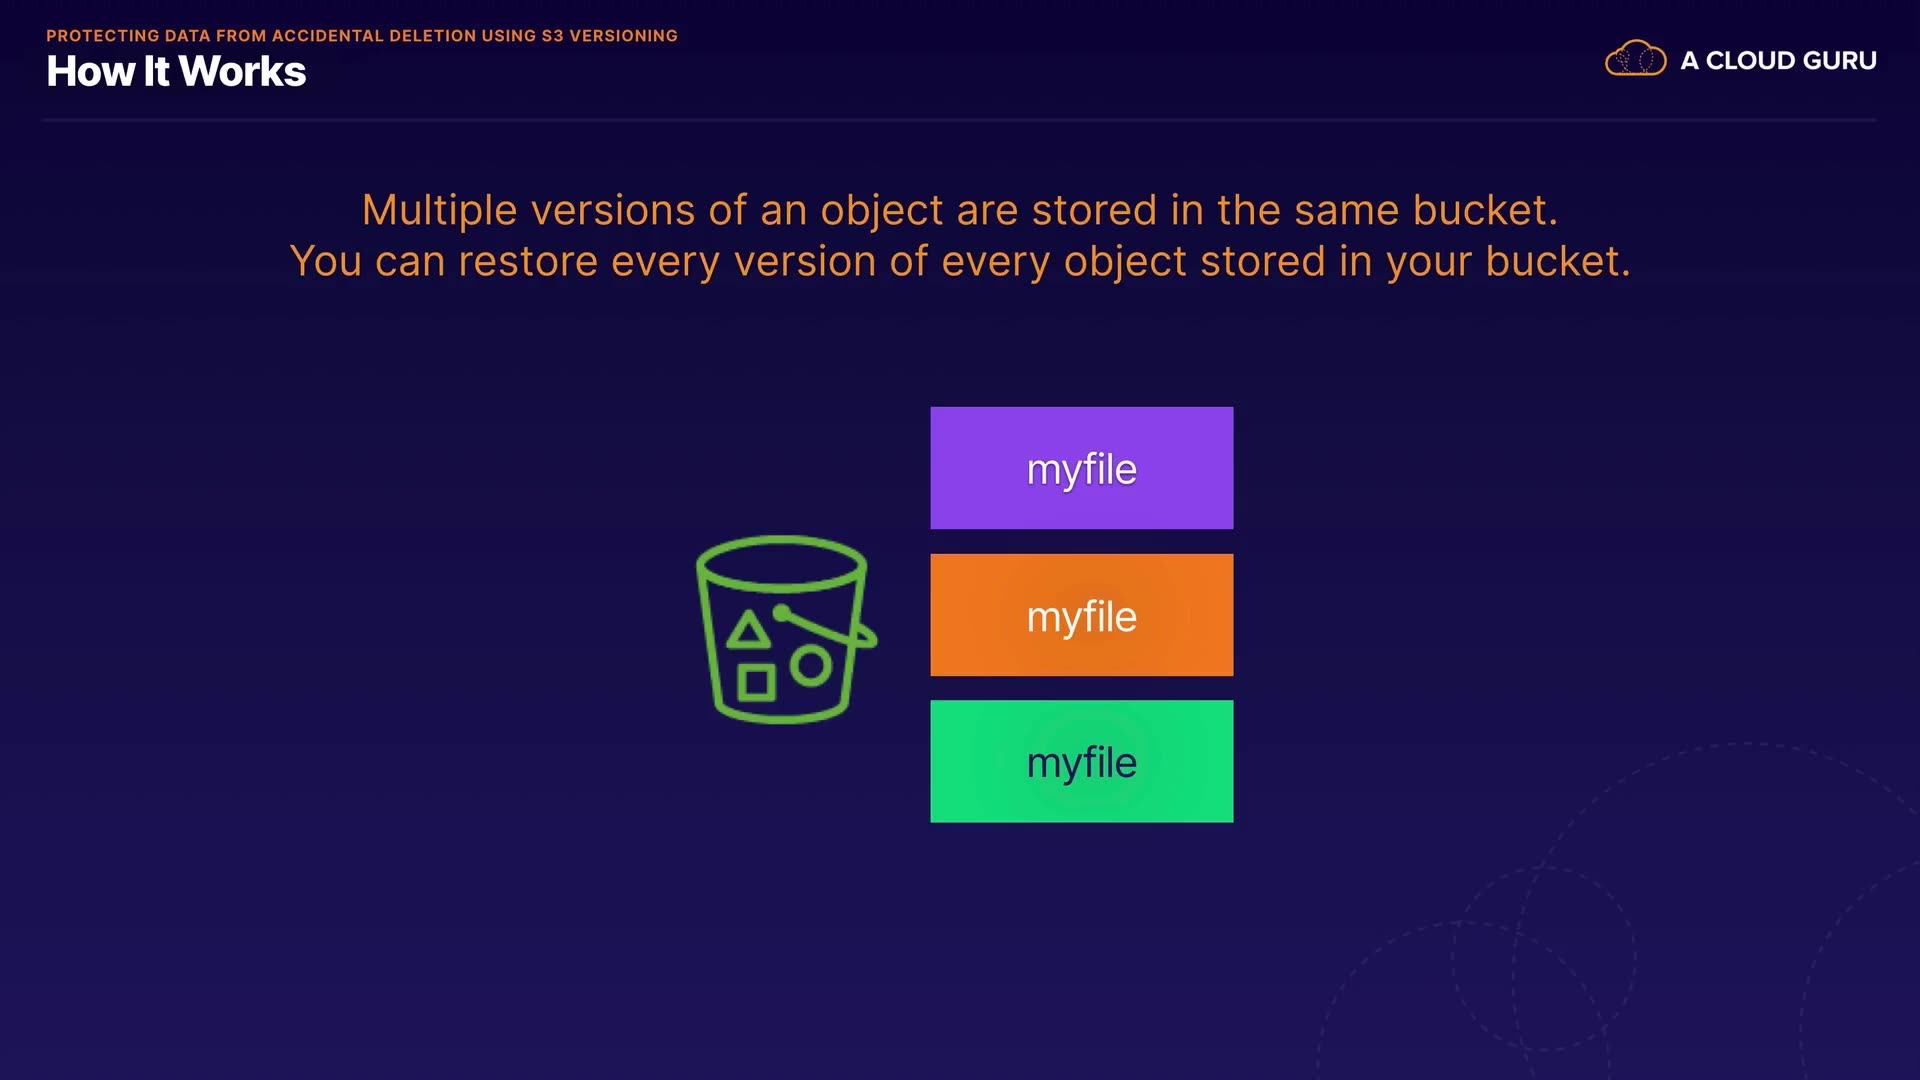 PROTECTING DATA FROM ACCIDENTAL DELETION USING S3 VERSIONING
How It Works
A CLOUD GURU
Multiple versions of an object are stored in the same bucket.
You can restore every version of every object stored in your bucket.
myfile
myfile
myfile